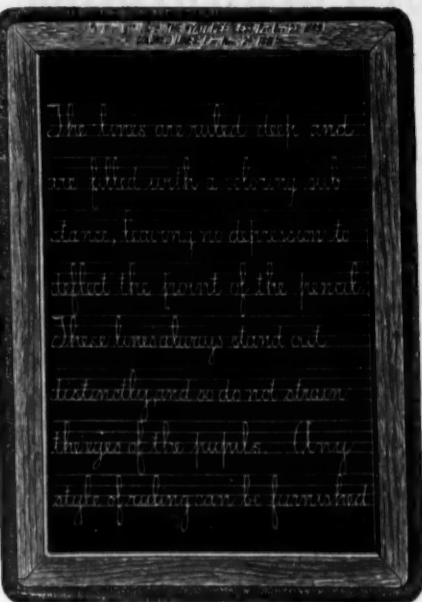 The lines are ruled deep and
are filled with a coloring sub
stance, leaving no depression to
deflect the point of the pencil.
These lines always stand out
distinctly, and so do not strain
the eyes of the pupils. Any
style of ruling can be furnished